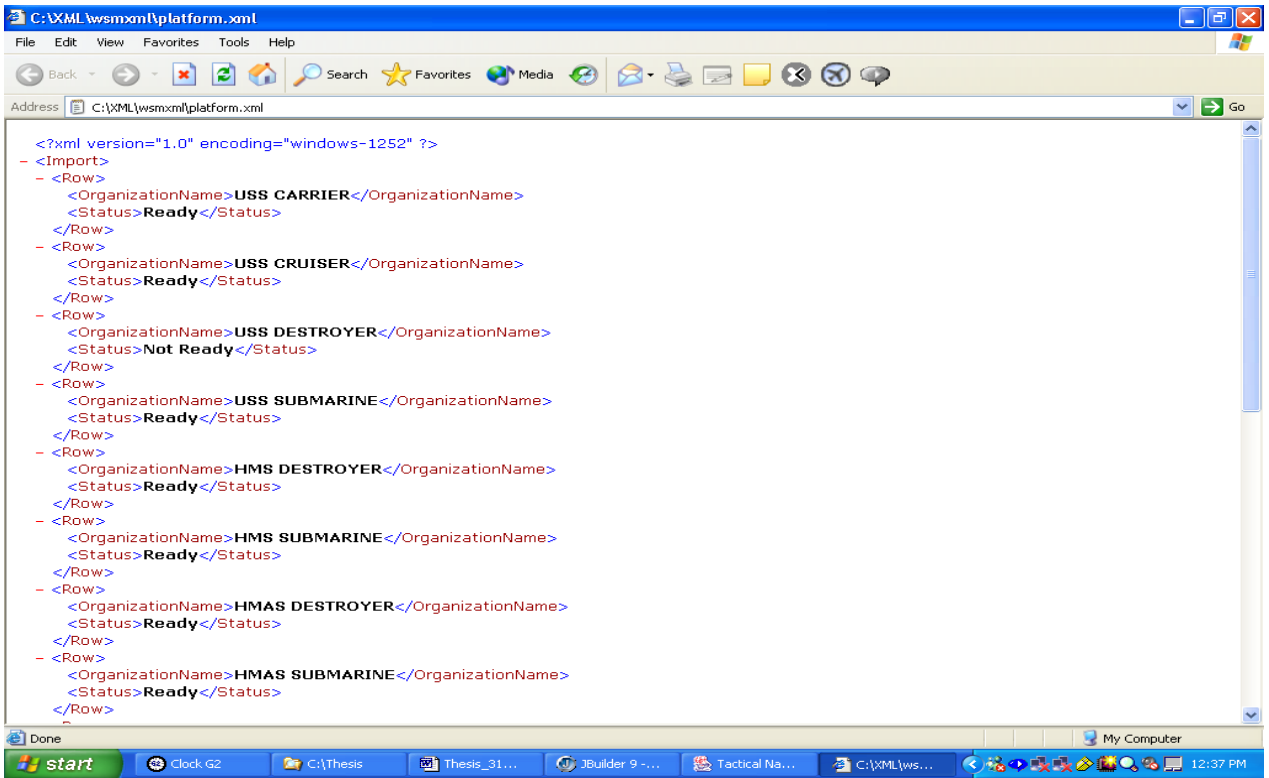 C:\XML\wsmxml\platform.xml
File Edit View Favorites Tools Help
Back Search Favorites Media
Address C:\XML\wsmxml\platform.xml Go
<?xml version="1.0" encoding="windows-1252" ?>
- <Import>
- <Row>
<OrganizationName>USS CARRIER</OrganizationName>
<Status>Ready</Status>
</Row>
- <Row>
<OrganizationName>USS CRUISER</OrganizationName>
<Status>Ready</Status>
</Row>
- <Row>
<OrganizationName>USS DESTROYER</OrganizationName>
<Status>Not Ready</Status>
</Row>
- <Row>
<OrganizationName>USS SUBMARINE</OrganizationName>
<Status>Ready</Status>
</Row>
- <Row>
<OrganizationName>HMS DESTROYER</OrganizationName>
<Status>Ready</Status>
</Row>
- <Row>
<OrganizationName>HMS SUBMARINE</OrganizationName>
<Status>Ready</Status>
</Row>
- <Row>
<OrganizationName>HMAS DESTROYER</OrganizationName>
<Status>Ready</Status>
</Row>
- <Row>
<OrganizationName>HMAS SUBMARINE</OrganizationName>
<Status>Ready</Status>
</Row>
Done My Computer
start Clock G2 C:\Thesis Thesis_31... JBuilder 9 -... Tactical Na... C:\XML\ws... 12:37 PM